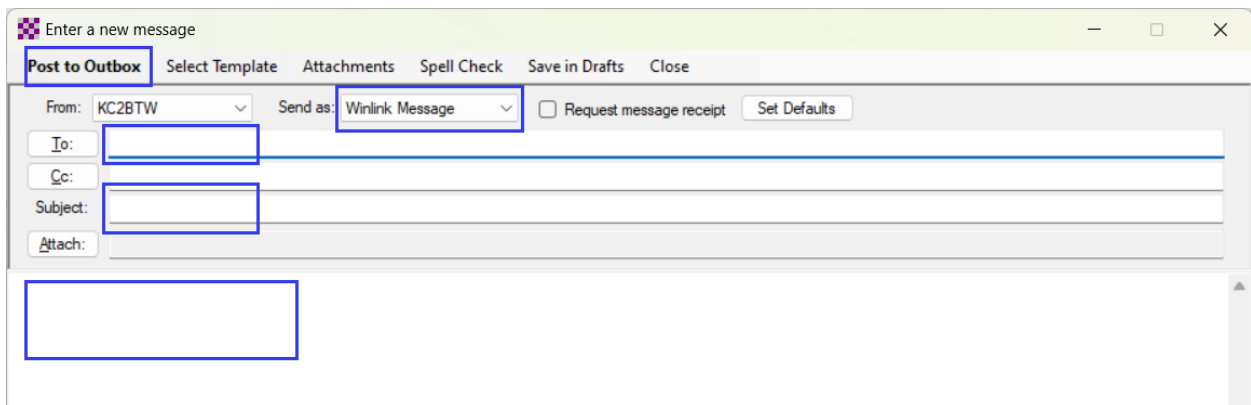 Enter a new message
Post to Outbox Select Template Attachments Spell Check Save in Drafts Close
From: KC2BTW Send as: Winlink Message Request message receipt Set Defaults
To:
Cc:
Subject:
Attach: